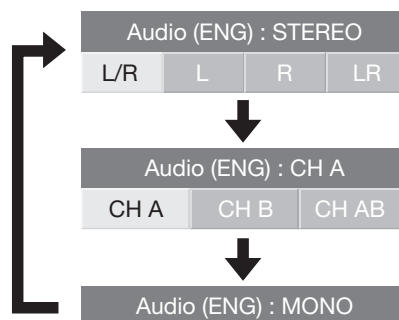 Audio (ENG) : STEREO
L/R L R LR
Audio (ENG) : CH A
CH A CH B CH AB
Audio (ENG) : MONO